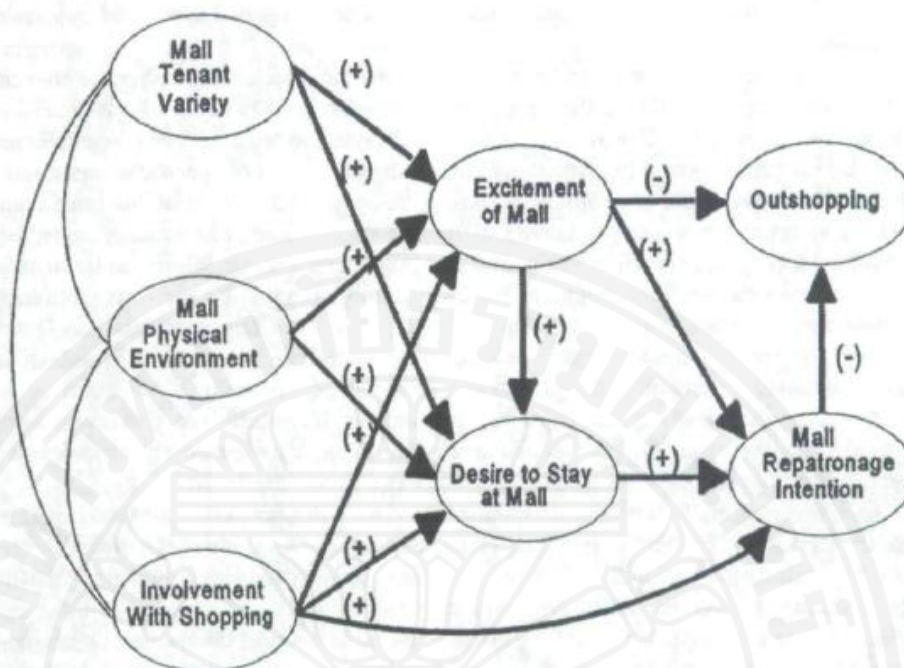 Mall
Tenant
Variety
(+)
(+)
Excitement
of Mall
(-)
Outshopping
(+)
(+)
Mall
Physical
Environment
(+)
(-)
(+)
(+)
Desire to Stay
at Mall
(+)
Mall
Repatronage
Intention
(+)
Involvement
With Shopping
(+)